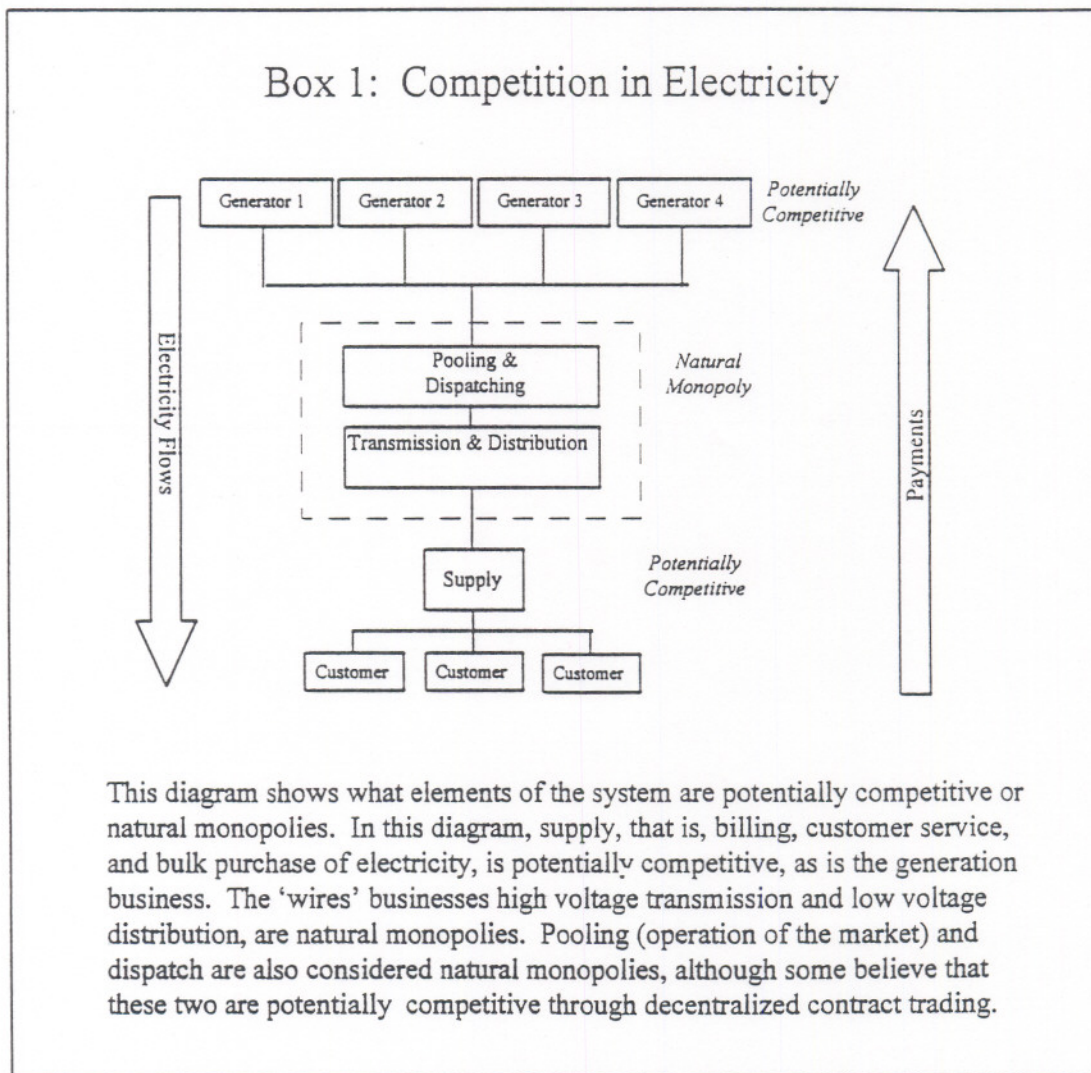 Box 1: Competition in Electricity
Generator 1
Generator 2
Generator 3
Generator 4
Potentially
Competitive
Electricity Flows
Pooling &
Dispatching
Natural
Monopoly
Transmission & Distribution
Payments
Supply
Potentially
Competitive
Customer
Customer
Customer
This diagram shows what elements of the system are potentially competitive or
natural monopolies. In this diagram, supply, that is, billing, customer service,
and bulk purchase of electricity, is potentially competitive, as is the generation
business. The ‘wires’ businesses high voltage transmission and low voltage
distribution, are natural monopolies. Pooling (operation of the market) and
dispatch are also considered natural monopolies, although some believe that
these two are potentially competitive through decentralized contract trading.